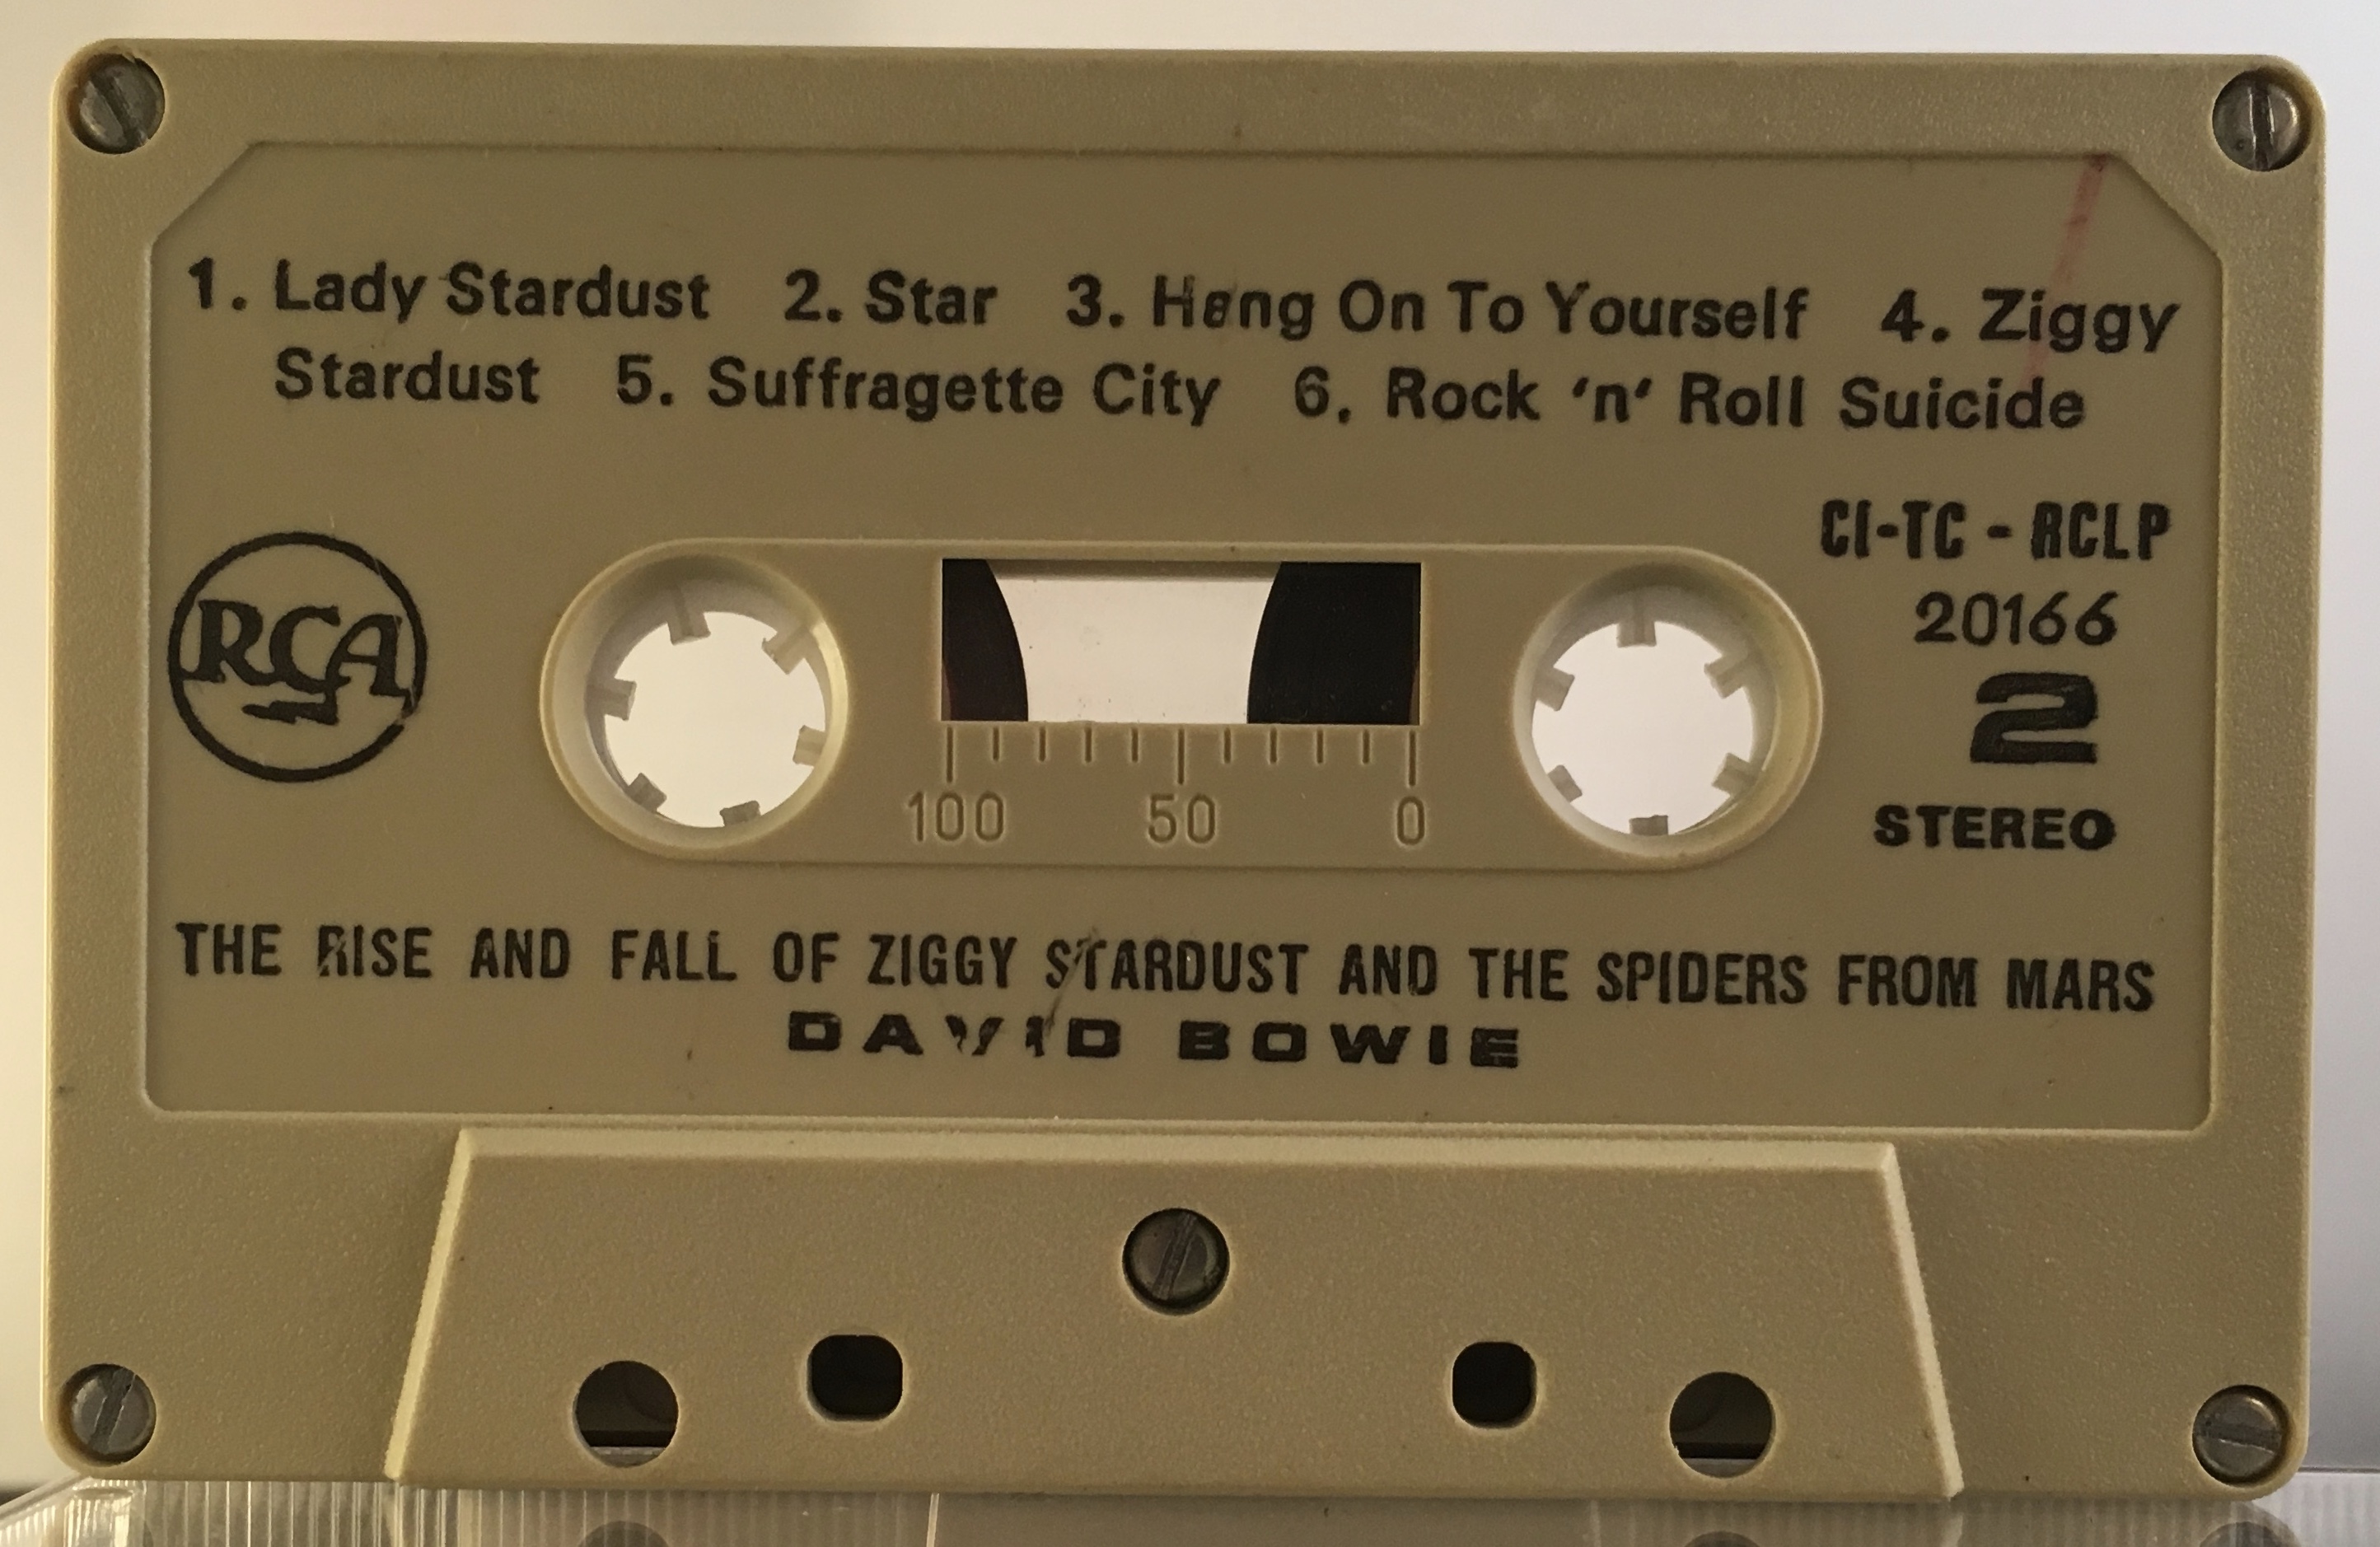 1. Lady Stardust 2. Star 3. Hang On To Yourself 4. Ziggy
Stardust 5. Suffragette City 6. Rock 'n' Roll Suicide
CI-TC - RCLP
20166
RCA
2
100 50 0
STEREO
THE RISE AND FALL OF ZIGGY STARDUST AND THE SPIDERS FROM MARS
DAVID BOWIE